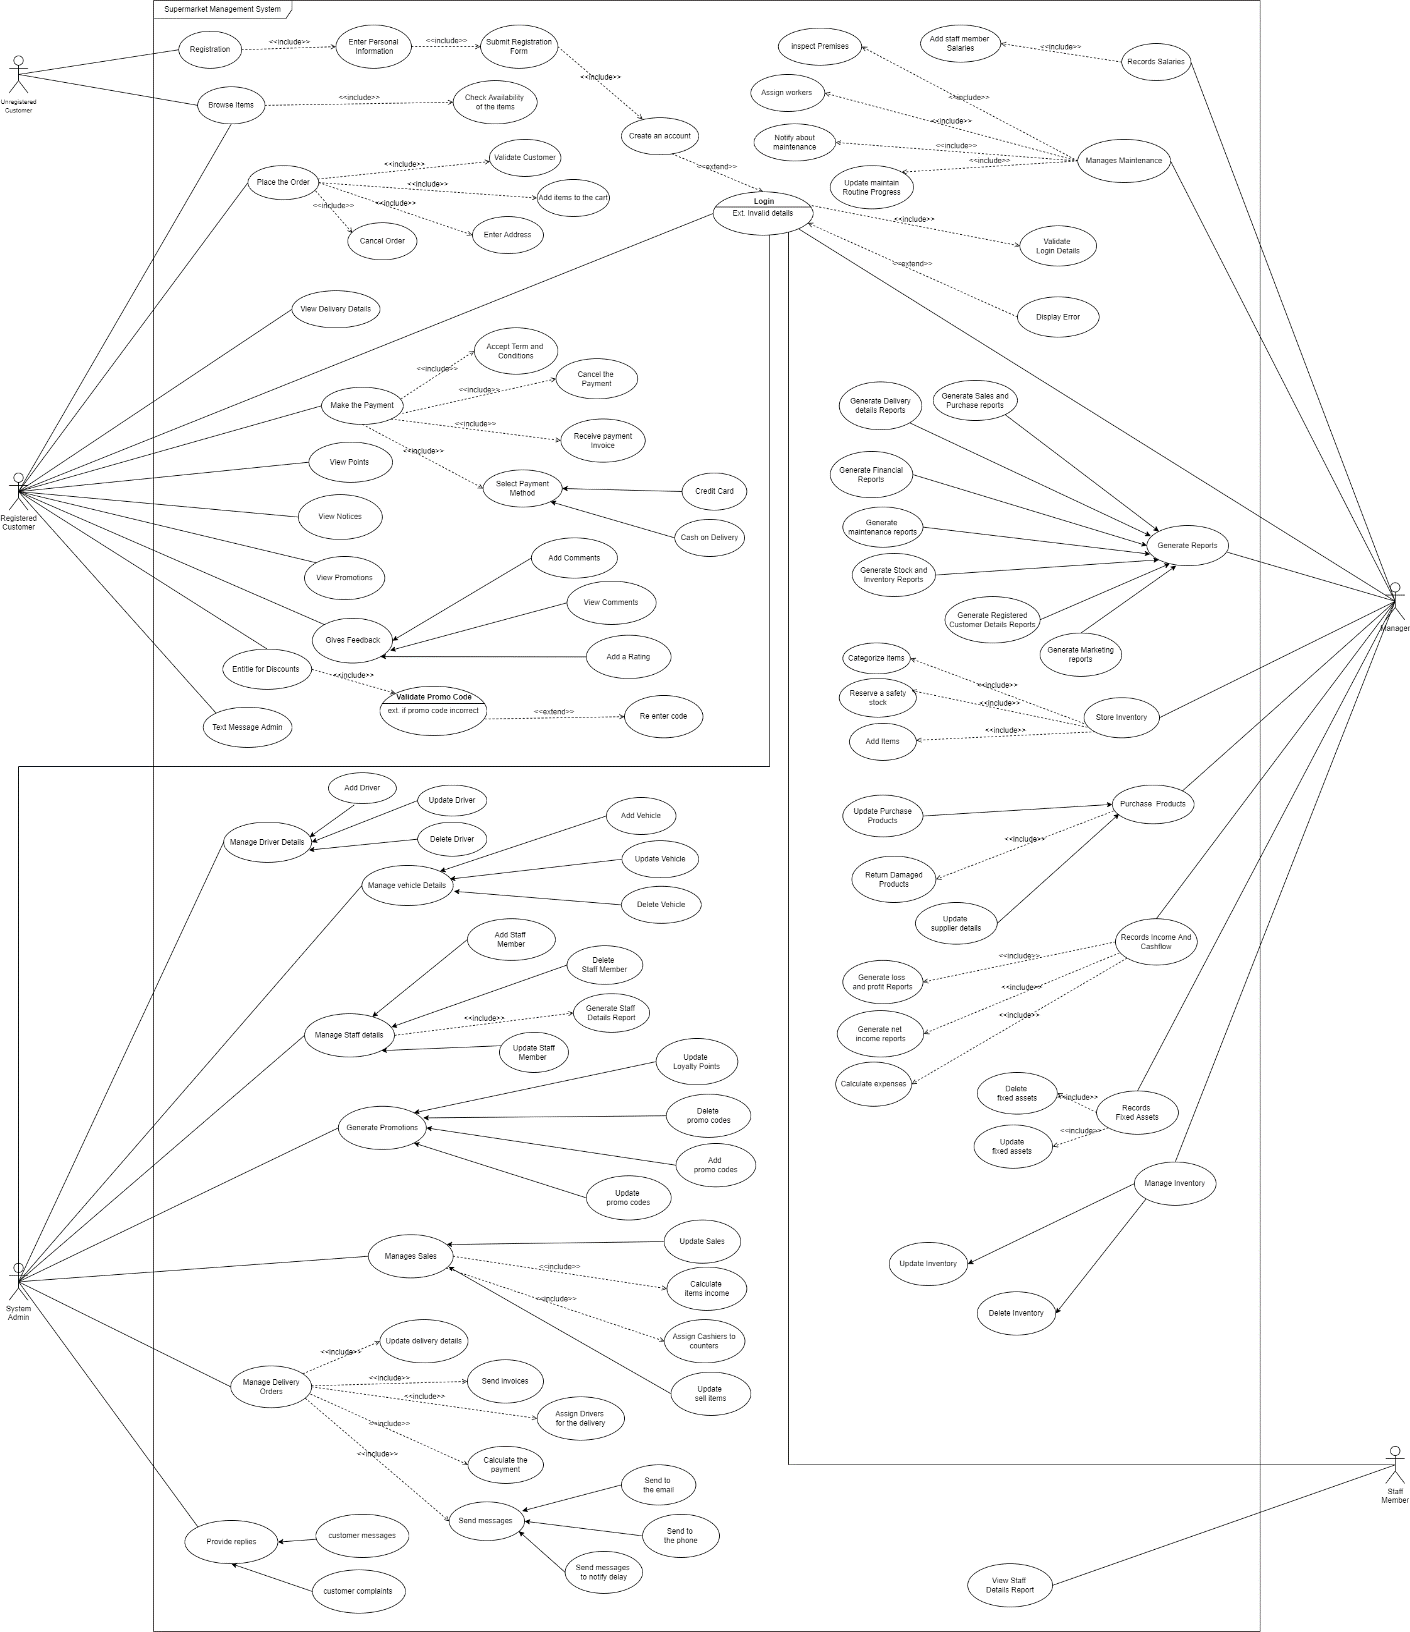 Supermarket Management System
Unregistered
Customer
Registration
<<include>>
Enter Personal
Information
<<include>>
Submit Registration
Form
<<include>>
Create an account
<<extend>>
Browse Items
<<include>>
Check Availability
of the items
Place the Order
<<include>>
Validate Customer
<<include>>
Add items to the cart
<<include>>
Enter Address
<<include>>
Cancel Order
Login
Ext. Invalid details
<<include>>
Validate
Login Details
<<extend>>
Display Error
inspect Premises
<<include>>
Assign workers
<<include>>
Notify about
maintenance
<<include>>
Update maintain
Routine Progress
<<include>>
Manages Maintenance
Add staff member
Salaries
<<include>>
Records Salaries
View Delivery Details
Make the Payment
<<include>>
Accept Term and
Conditions
<<include>>
Cancel the
Payment
<<include>>
Receive payment
Invoice
<<include>>
Select Payment
Method
Credit Card
Cash on Delivery
View Points
View Notices
View Promotions
Registered
Customer
Gives Feedback
Add Comments
View Comments
Add a Rating
Entitle for Discounts
<<include>>
Validate Promo Code
ext. if promo code incorrect
<<extend>>
Re enter code
Text Message Admin
Generate Delivery
details Reports
Generate Sales and
Purchase reports
Generate Financial
Reports
Generate
maintenance reports
Generate Stock and
Inventory Reports
Generate Registered
Customer Details Reports
Generate Marketing
reports
Generate Reports
Manager
Categorize items
<<include>>
Reserve a safety
stock
<<include>>
Add Items
<<include>>
Store Inventory
Update Purchase
Products
Purchase  Products
<<include>>
Return Damaged
Products
Update
supplier details
Records Income And
Cashflow
<<include>>
Generate loss
and profit Reports
<<include>>
Generate net
income reports
<<include>>
Calculate expenses
Delete
fixed assets
<<include>>
Records
Fixed Assets
<<include>>
Update
fixed assets
Manage Inventory
Update Inventory
Delete Inventory
Add Driver
Update Driver
Delete Driver
Manage Driver Details
Add Vehicle
Update Vehicle
Delete Vehicle
Manage vehicle Details
Add Staff
Member
Delete
Staff Member
<<include>>
Generate Staff
Details Report
Update Staff
Member
Manage Staff details
Update
Loyalty Points
Delete
promo codes
Add
promo codes
Update
promo codes
Generate Promotions
Update Sales
<<include>>
Calculate
items income
<<include>>
Assign Cashiers to
counters
Update
sell items
Manages Sales
System
Admin
Manage Delivery
Orders
<<include>>
Update delivery details
<<include>>
Send invoices
<<include>>
Assign Drivers
for the delivery
<<include>>
Calculate the
payment
<<include>>
Send messages
Send to
the email
Send to
the phone
Send messages
to notify delay
Provide replies
customer messages
customer complaints
Staff
Member
View Staff
Details Report